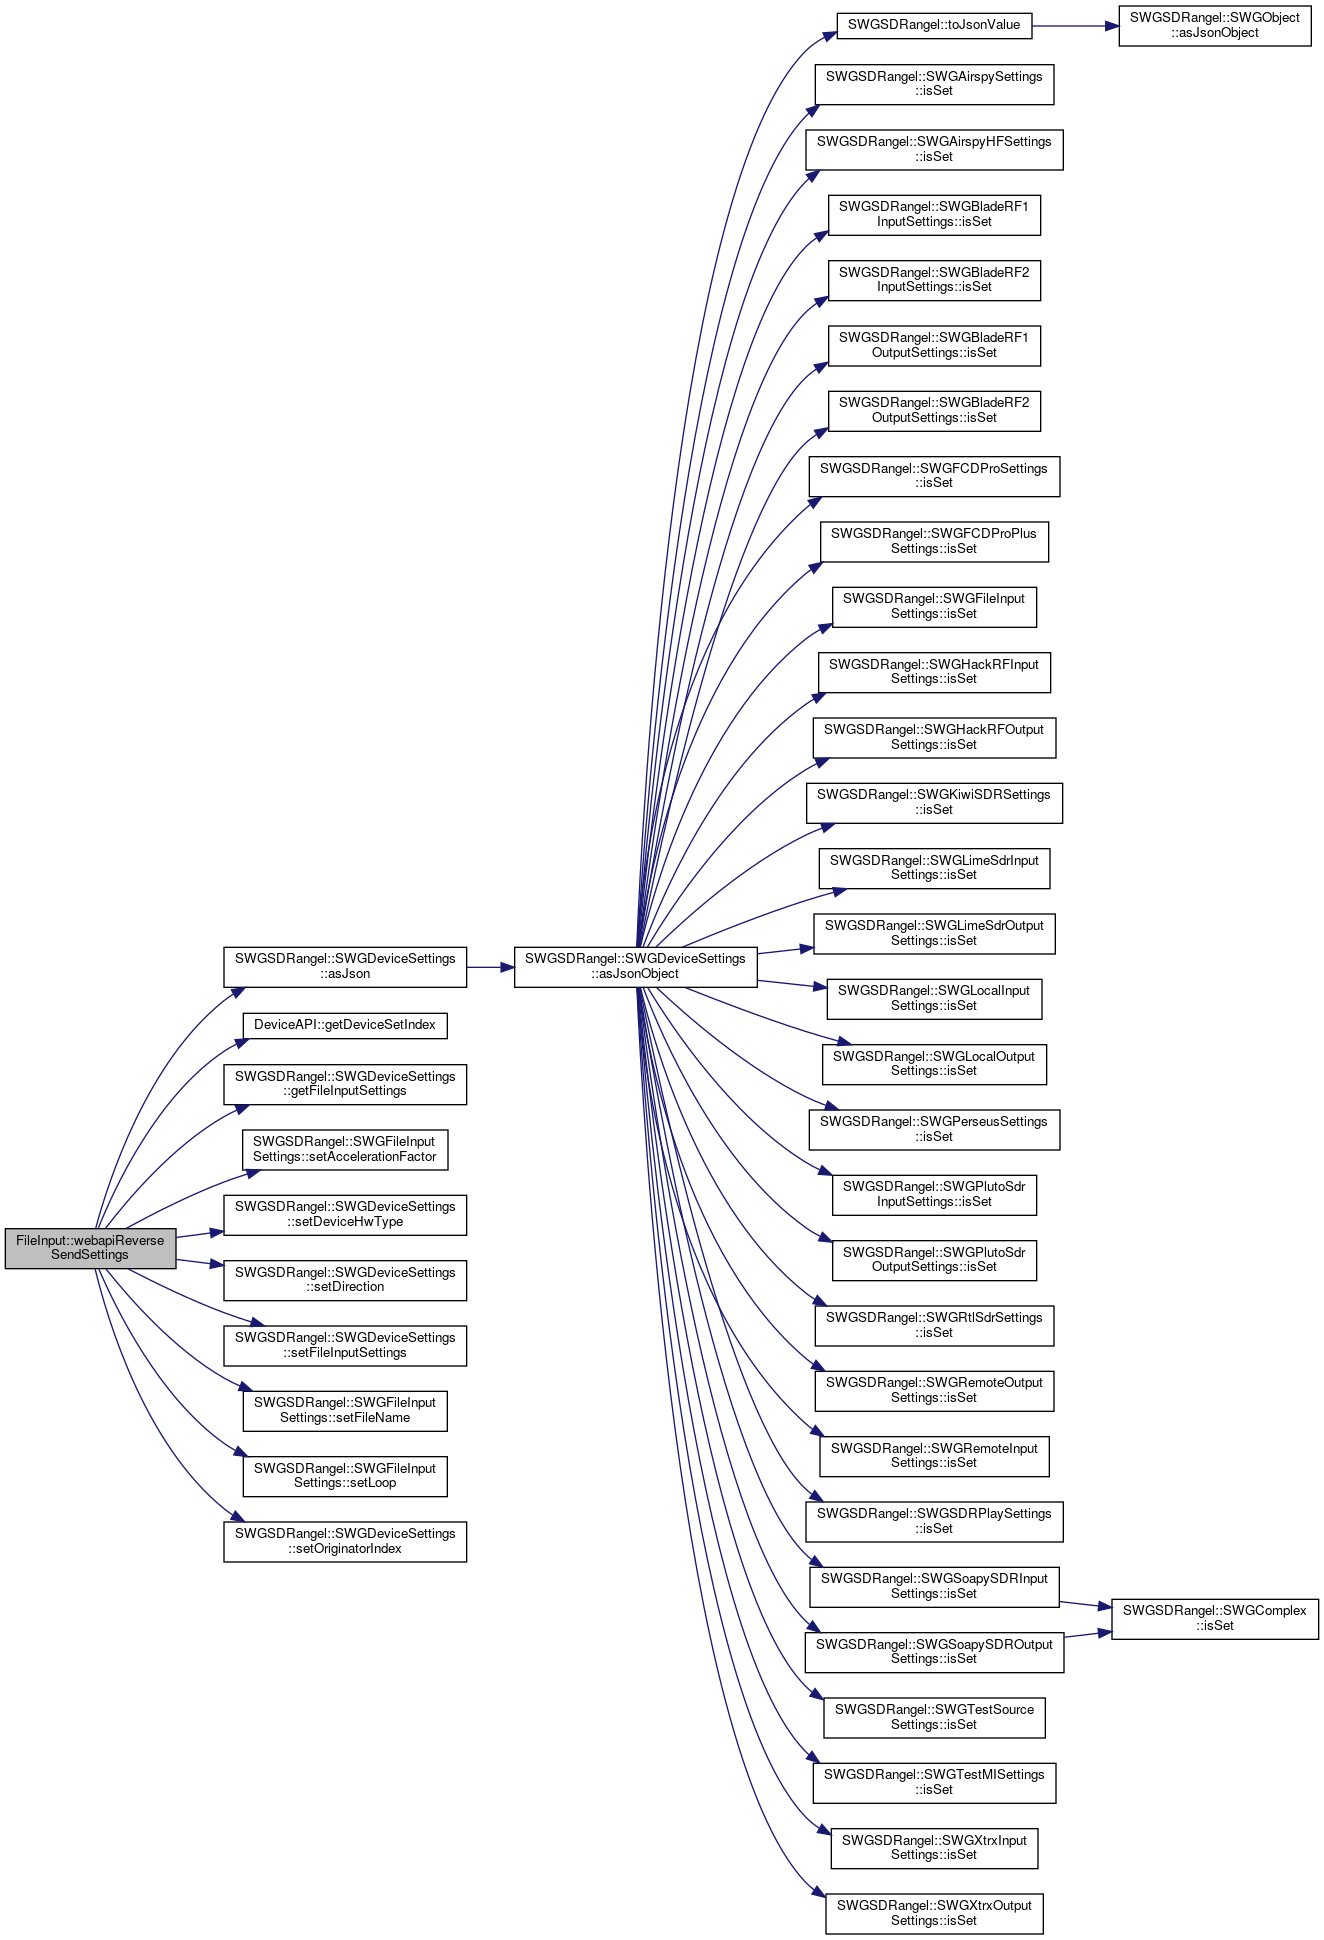 FileInput::webapiReverse
SendSettings
SWGSDRangel::SWGDeviceSettings
::asJson
DeviceAPI::getDeviceSetIndex
SWGSDRangel::SWGDeviceSettings
::getFileInputSettings
SWGSDRangel::SWGFileInput
Settings::setAccelerationFactor
SWGSDRangel::SWGDeviceSettings
::setDeviceHwType
SWGSDRangel::SWGDeviceSettings
::setDirection
SWGSDRangel::SWGDeviceSettings
::setFileInputSettings
SWGSDRangel::SWGFileInput
Settings::setFileName
SWGSDRangel::SWGFileInput
Settings::setLoop
SWGSDRangel::SWGDeviceSettings
::setOriginatorIndex
SWGSDRangel::SWGDeviceSettings
::asJsonObject
SWGSDRangel::toJsonValue
SWGSDRangel::SWGAirspySettings
::isSet
SWGSDRangel::SWGAirspyHFSettings
::isSet
SWGSDRangel::SWGBladeRF1
InputSettings::isSet
SWGSDRangel::SWGBladeRF2
InputSettings::isSet
SWGSDRangel::SWGBladeRF1
OutputSettings::isSet
SWGSDRangel::SWGBladeRF2
OutputSettings::isSet
SWGSDRangel::SWGFCDProSettings
::isSet
SWGSDRangel::SWGFCDProPlus
Settings::isSet
SWGSDRangel::SWGFileInput
Settings::isSet
SWGSDRangel::SWGHackRFInput
Settings::isSet
SWGSDRangel::SWGHackRFOutput
Settings::isSet
SWGSDRangel::SWGKiwiSDRSettings
::isSet
SWGSDRangel::SWGLimeSdrInput
Settings::isSet
SWGSDRangel::SWGLimeSdrOutput
Settings::isSet
SWGSDRangel::SWGLocalInput
Settings::isSet
SWGSDRangel::SWGLocalOutput
Settings::isSet
SWGSDRangel::SWGPerseusSettings
::isSet
SWGSDRangel::SWGPlutoSdr
InputSettings::isSet
SWGSDRangel::SWGPlutoSdr
OutputSettings::isSet
SWGSDRangel::SWGRtlSdrSettings
::isSet
SWGSDRangel::SWGRemoteOutput
Settings::isSet
SWGSDRangel::SWGRemoteInput
Settings::isSet
SWGSDRangel::SWGSDRPlaySettings
::isSet
SWGSDRangel::SWGSoapySDRInput
Settings::isSet
SWGSDRangel::SWGSoapySDROutput
Settings::isSet
SWGSDRangel::SWGTestSource
Settings::isSet
SWGSDRangel::SWGTestMISettings
::isSet
SWGSDRangel::SWGXtrxInput
Settings::isSet
SWGSDRangel::SWGXtrxOutput
Settings::isSet
SWGSDRangel::SWGObject
::asJsonObject
SWGSDRangel::SWGComplex
::isSet